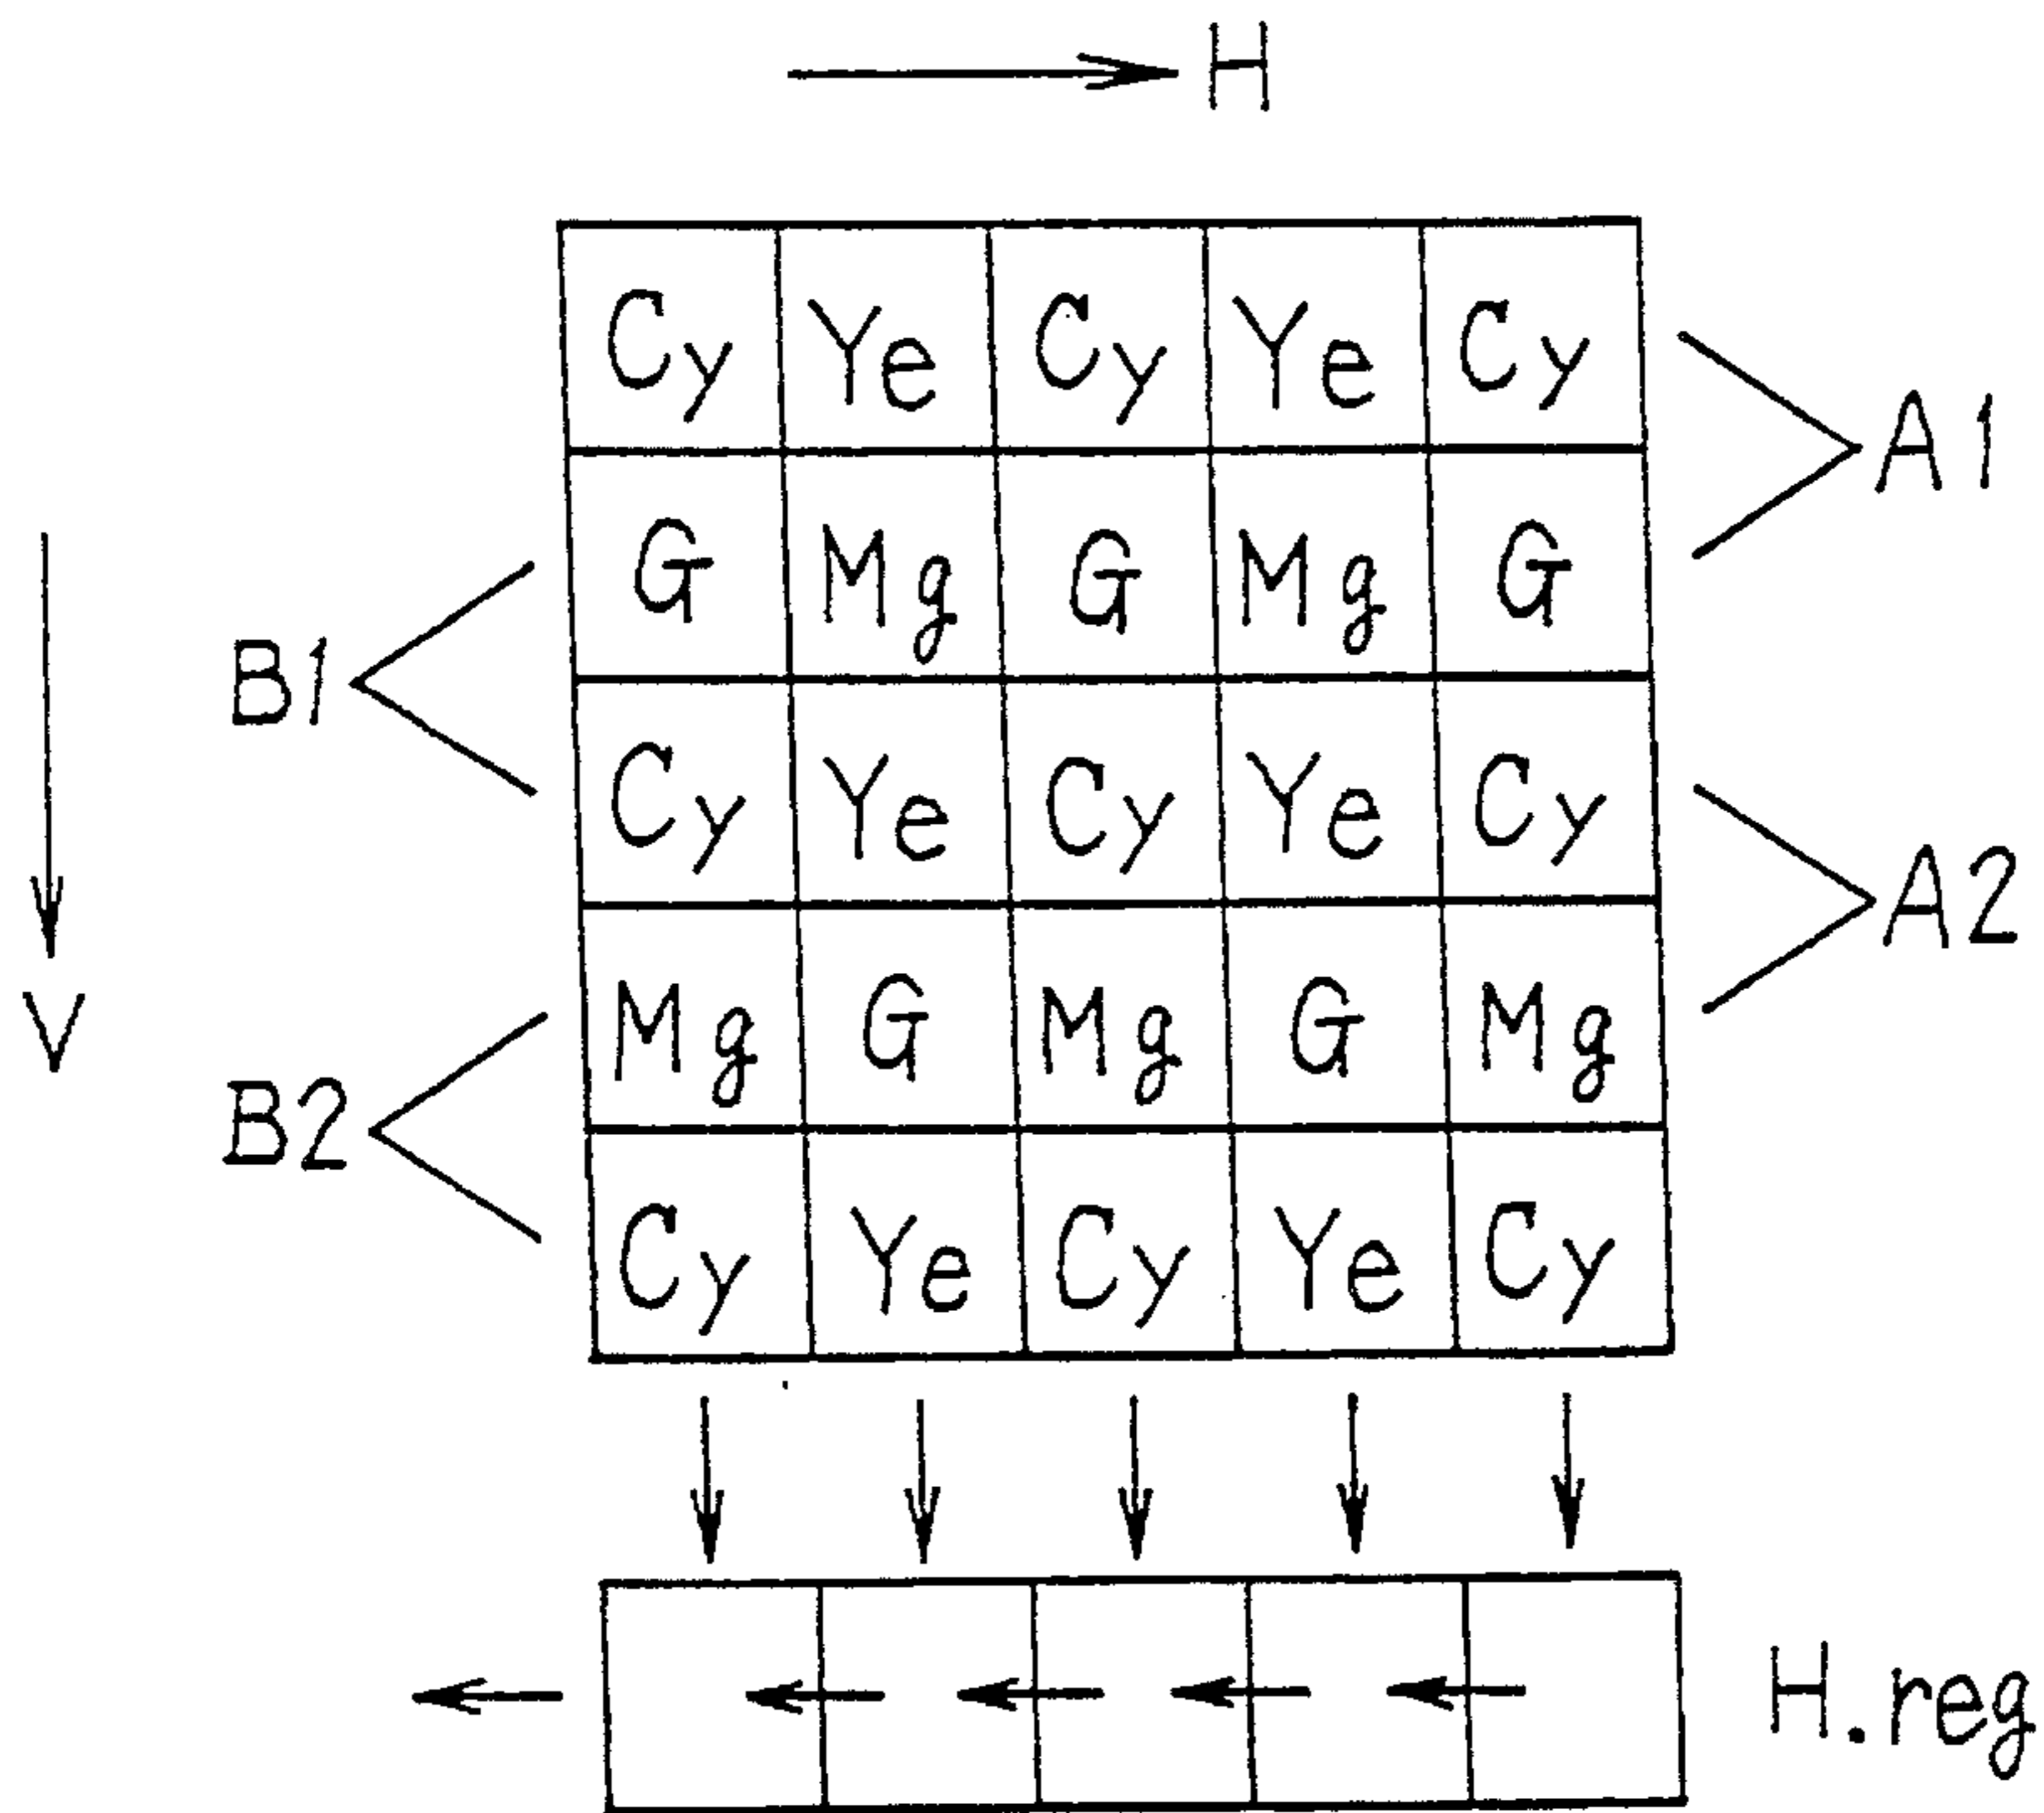 H
Cy Ye Cy Ye Cy
A1
G Mg G Mg G
B1
Cy Ye Cy Ye Cy
A2
V
Mg G Mg G Mg
B2
Cy Ye Cy Ye Cy
H.reg